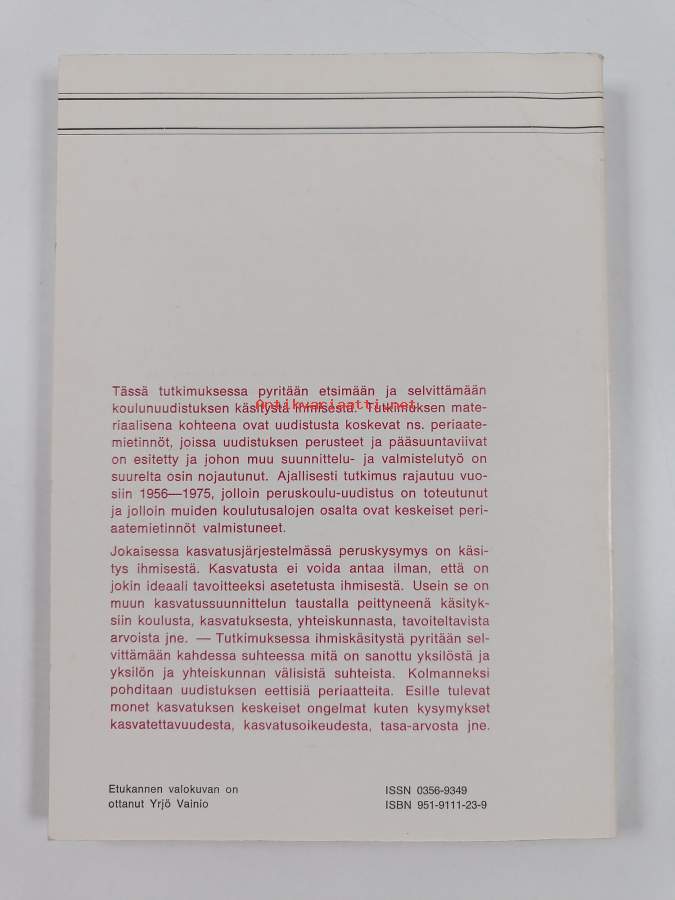 Tässä tutkimuksessa pyritään etsimään ja selvittämään
koulunuudistuksen käsitystä ihmisestä. Tutkimuksen mate-
Antikvariaatti.net
riaalisena kohteena ovat uudistusta koskevat ns. periaate-
mietinnöt, joissa uudistuksen perusteet ja pääsuuntaviivat
on esitetty ja johon muu suunnittelu- ja valmistelutyö on
suurelta osin nojautunut. Ajallisesti tutkimus rajautuu vuo-
siin 1956—1975, jolloin peruskoulu-uudistus on toteutunut
ja jolloin muiden koulutusalojen osalta ovat keskeiset peri-
aatemietinnöt valmistuneet.
Jokaisessa kasvatusjärjestelmässä peruskysymys on käsi-
tys ihmisestä. Kasvatusta ei voida antaa ilman, että on
jokin ideaali tavoitteeksi asetetusta ihmisestä. Usein se on
muun kasvatussuunnittelun taustalla peittyneenä käsityk-
siin koulusta, kasvatuksesta, yhteiskunnasta, tavoiteltavista
arvoista jne. — Tutkimuksessa ihmiskäsitystä pyritään sel-
vittämään kahdessa suhteessa mitä on sanottu yksilöstä ja
yksilön ja yhteiskunnan välisistä suhteista. Kolmanneksi
pohditaan uudistuksen eettisiä periaatteita. Esille tulevat
monet kasvatuksen keskeiset ongelmat kuten kysymykset
kasvatettavuudesta, kasvatusoikeudesta, tasa-arvosta jne.
Etukannen valokuvan on
ottanut Yrjö Vainio
ISSN 0356-9349
ISBN 951-9111-23-9